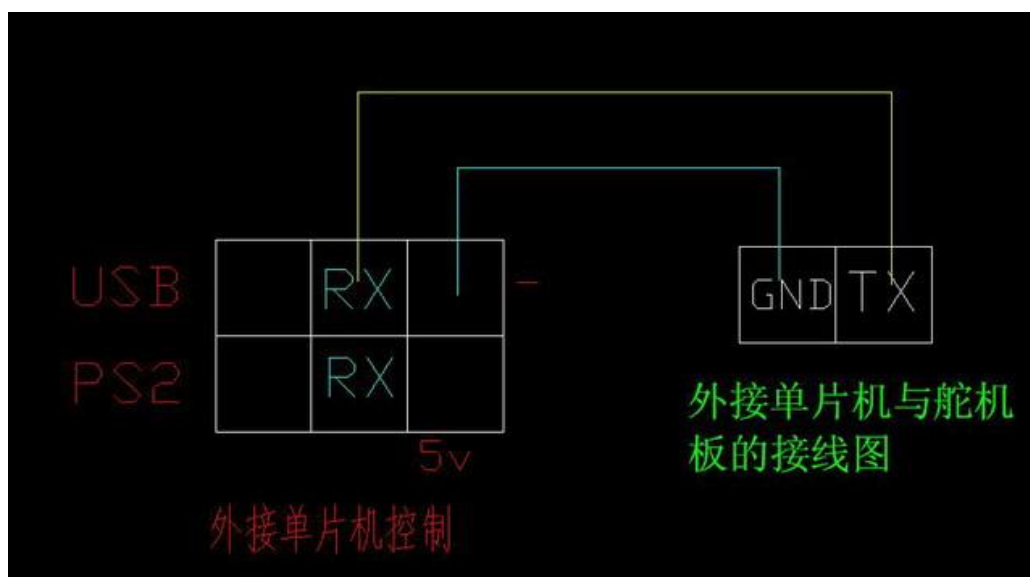 USB RX -
GND TX
PS2 RX
5v
外接单片机与舵机
板的接线图
外接单片机控制